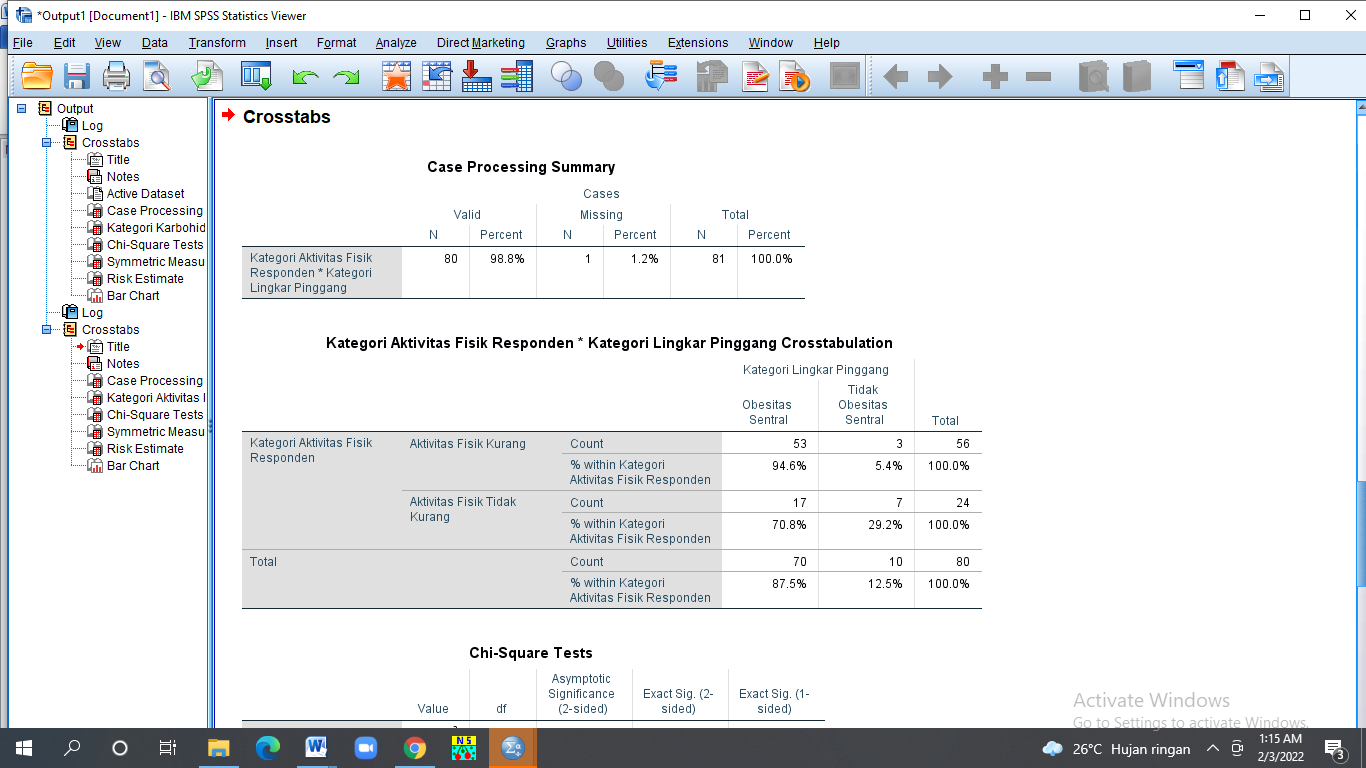 *Output1 [Document1] - IBM SPSS Statistics Viewer
File Edit View Data Transform Insert Format Analyze Direct Marketing Graphs Utilities Extensions Window Help
Output
Log
Crosstabs
Title
Notes
Active Dataset
Case Processing
Kategori Karbohid
Chi-Square Tests
Symmetric Measu
Risk Estimate
Bar Chart
Log
Crosstabs
Title
Notes
Case Processing
Kategori Aktivitas
Chi-Square Tests
Symmetric Measu
Risk Estimate
Bar Chart
Crosstabs
Case Processing Summary
Cases
Valid Missing Total
N Percent N Percent N Percent
Kategori Aktivitas Fisik
Responden * Kategori
Lingkar Pinggang
80 98.8% 1 1.2% 81 100.0%
Kategori Aktivitas Fisik Responden * Kategori Lingkar Pinggang Crosstabulation
Kategori Lingkar Pinggang
Obesitas
Sentral
Tidak
Obesitas
Sentral
Total
Kategori Aktivitas Fisik
Responden
Aktivitas Fisik Kurang
Count 53 3 56
% within Kategori
Aktivitas Fisik Responden
94.6% 5.4% 100.0%
Aktivitas Fisik Tidak
Kurang
Count 17 7 24
% within Kategori
Aktivitas Fisik Responden
70.8% 29.2% 100.0%
Total
Count 70 10 80
% within Kategori
Aktivitas Fisik Responden
87.5% 12.5% 100.0%
Chi-Square Tests
Value
df
Asymptotic
Significance
(2-sided)
Exact Sig. (2-
sided)
Exact Sig. (1-
sided)
Activate Windows
Go to Settings to activate Windows.
N 5
26°C Hujan ringan
1:15 AM
2/3/2022
3